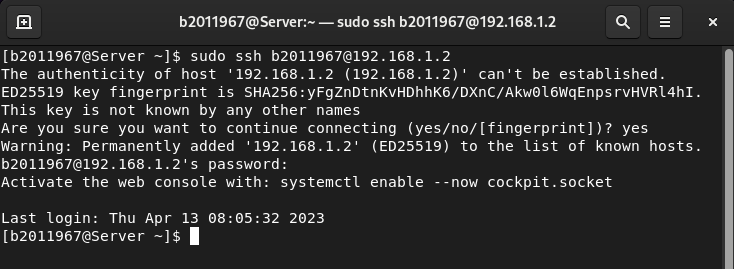 b2011967@Server:~ — sudo ssh b2011967@192.168.1.2
[b2011967@Server ~]$ sudo ssh b2011967@192.168.1.2
The authenticity of host '192.168.1.2 (192.168.1.2)' can't be established.
ED25519 key fingerprint is SHA256:yFgZnDtnKvHDhhK6/DXnC/Akw0l6WqEnpsrvHVRl4hI.
This key is not known by any other names
Are you sure you want to continue connecting (yes/no/[fingerprint])? yes
Warning: Permanently added '192.168.1.2' (ED25519) to the list of known hosts.
b2011967@192.168.1.2's password:
Activate the web console with: systemctl enable --now cockpit.socket
Last login: Thu Apr 13 08:05:32 2023
[b2011967@Server ~]$